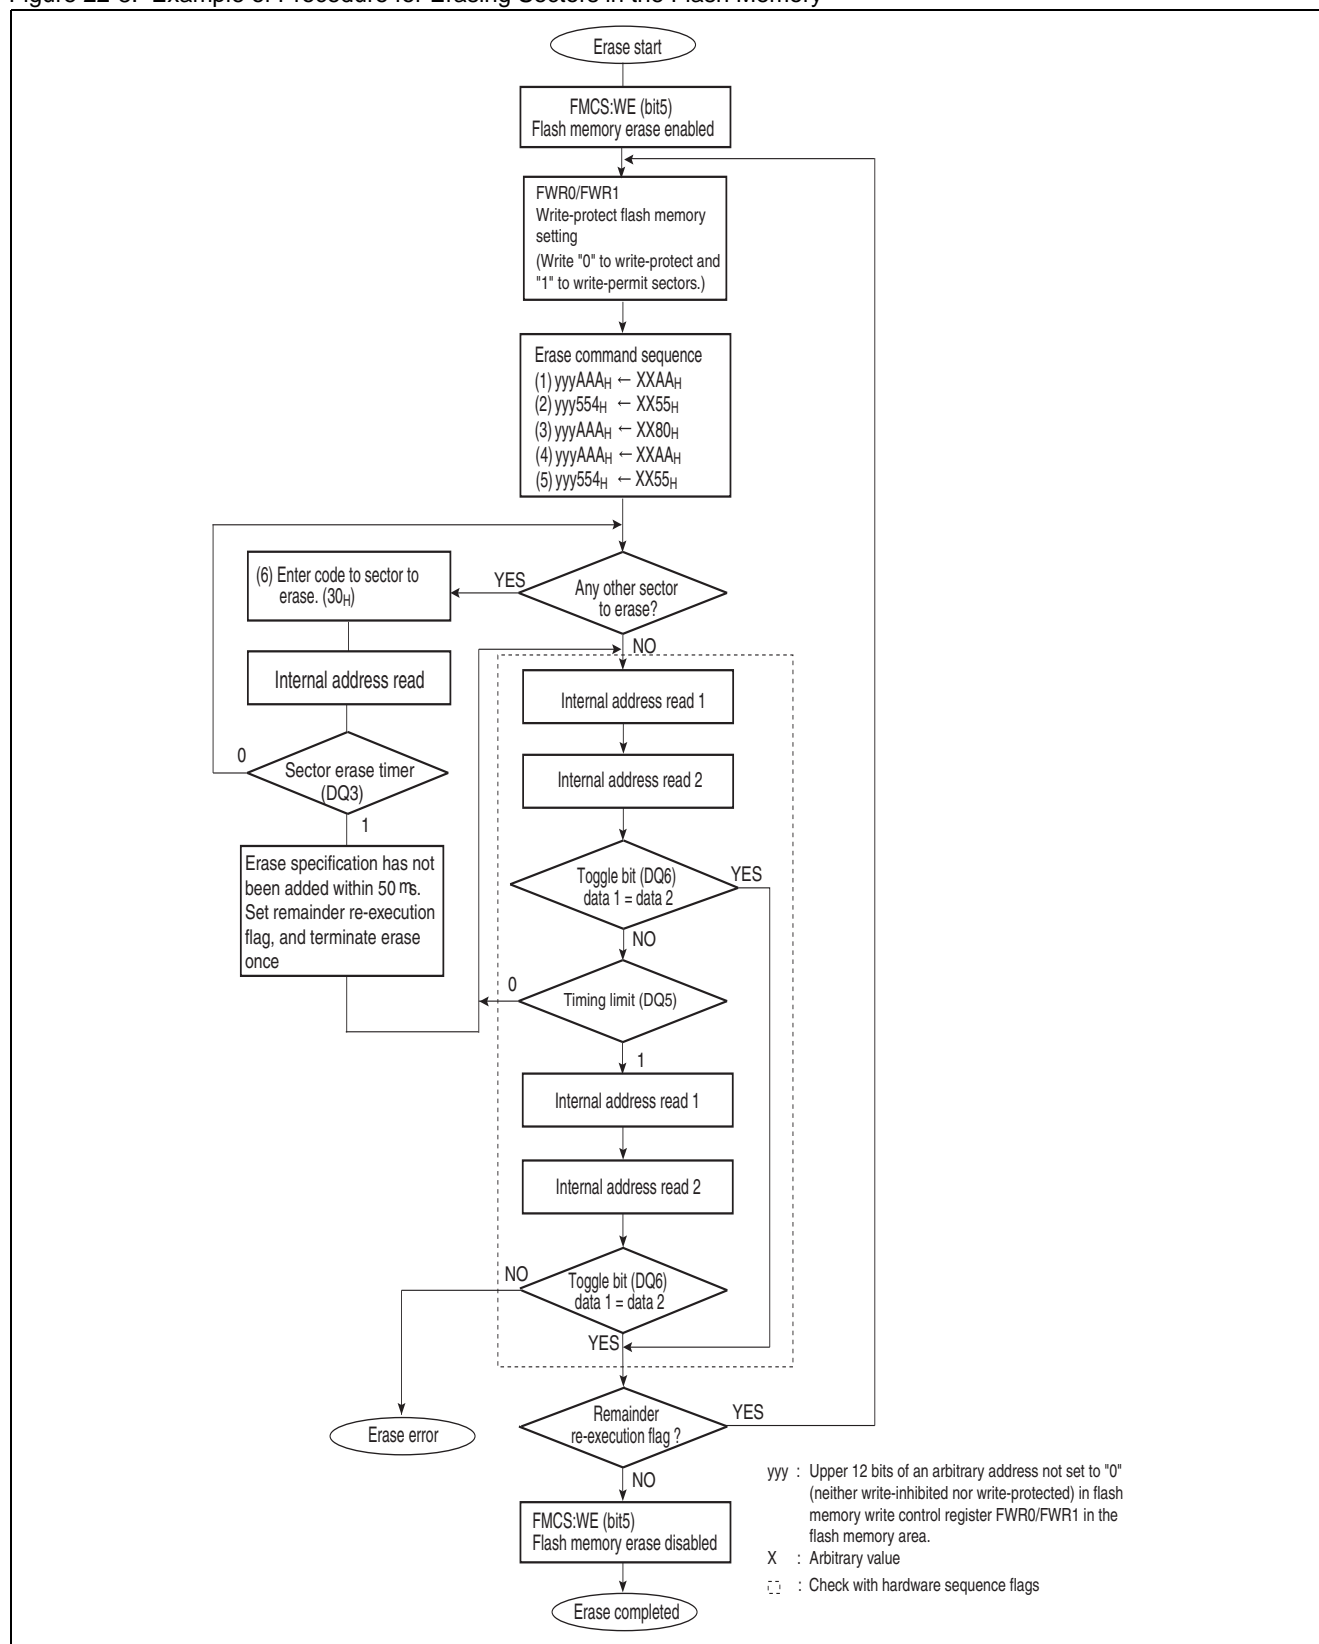 Figure 22-3. Example of Procedure for Erasing Sectors in the Flash Memory
Erase start
FMCS:WE (bit5)
Flash memory erase enabled
FWR0/FWR1
Write-protect flash memory
setting
(Write "0" to write-protect and
"1" to write-permit sectors.)
Erase command sequence
(1) yyyAAAH ← XXAAH
(2) yyy554H ← XX55H
(3) yyyAAAH ← XX80H
(4) yyyAAAH ← XXAAH
(5) yyy554H ← XX55H
(6) Enter code to sector to
erase. (30H)
YES
Any other sector
to erase?
NO
Internal address read
Internal address read 1
0
Sector erase timer
(DQ3)
1
Internal address read 2
Erase specification has not
been added within 50 ms.
Set remainder re-execution
flag, and terminate erase
once
Toggle bit (DQ6)
data 1 = data 2
YES
NO
0
Timing limit (DQ5)
1
Internal address read 1
Internal address read 2
NO
Toggle bit (DQ6)
data 1 = data 2
YES
Erase error
Remainder
re-execution flag ?
YES
NO
FMCS:WE (bit5)
Flash memory erase disabled
Erase completed
yyy : Upper 12 bits of an arbitrary address not set to "0"
(neither write-inhibited nor write-protected) in flash
memory write control register FWR0/FWR1 in the
flash memory area.
X : Arbitrary value
: Check with hardware sequence flags